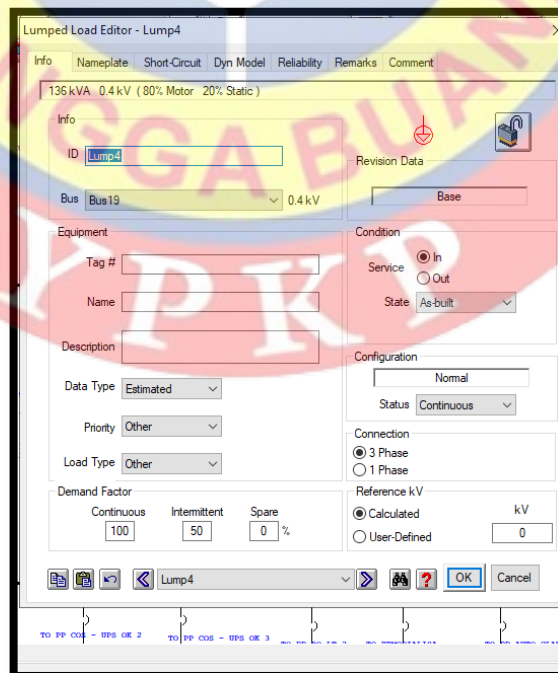 Lumped Load Editor - Lump4
Info Nameplate Short-Circuit Dyn Model Reliability Remarks Comment
136 kVA 0.4 kV ( 80% Motor 20% Static )
Info
ID Lump4
Bus Bus19 0.4 kV
Revision Data
Base
Equipment
Tag #
Name
Description
Data Type Estimated
Priority Other
Load Type Other
Condition
Service In
Out
State As-built
Configuration
Normal
Status Continuous
Connection
3 Phase
1 Phase
Demand Factor
Continuous Intermittent Spare
100 50 0 %
Reference kV
Calculated kV
User-Defined 0
Lump4 ? OK Cancel
TO PP COS - UPS OK 2 TO PP COS - UPS OK 3
NGGA BUAN
YPKP